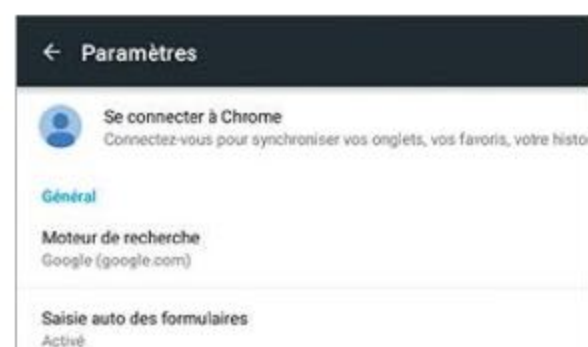 Paramètres
Se connecter à Chrome
Connectez-vous pour synchroniser vos onglets, vos favoris, votre histo
Général
Moteur de recherche
Google (google.com)
Saisie auto des formulaires
Activé